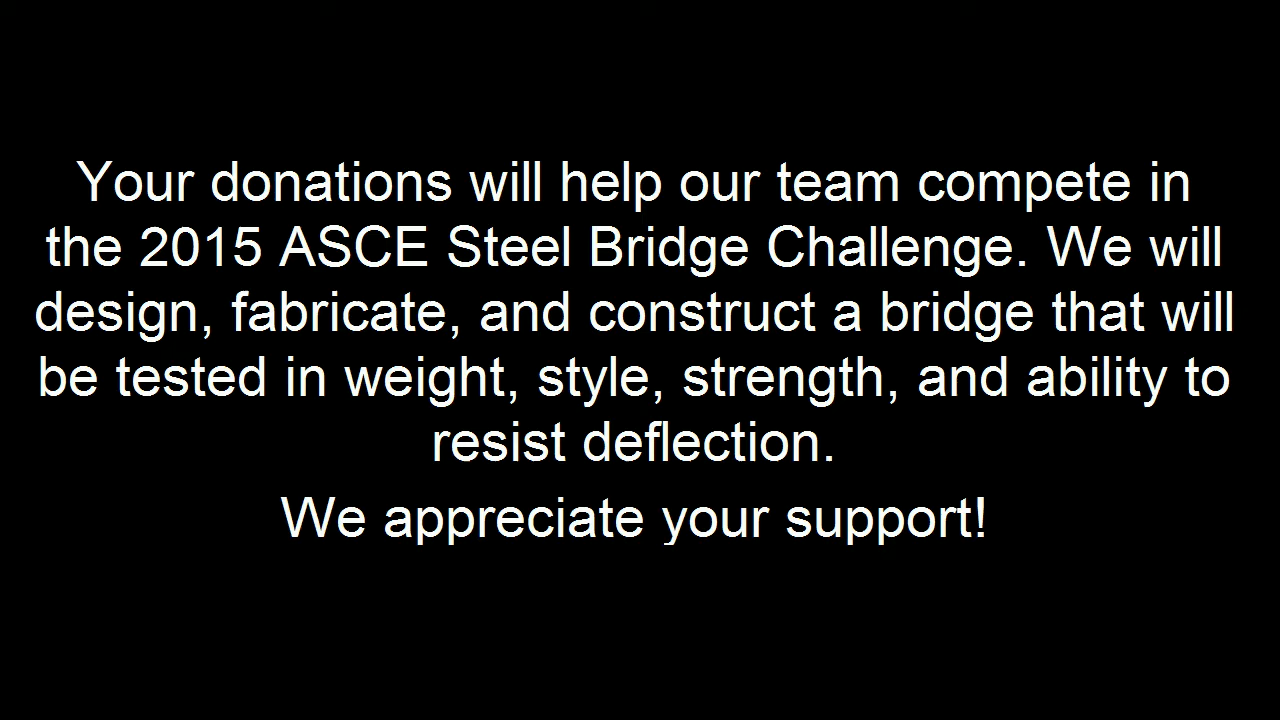 Your donations will help our team compete in
the 2015 ASCE Steel Bridge Challenge. We will
design, fabricate, and construct a bridge that will
be tested in weight, style, strength, and ability to
resist deflection.
We appreciate your support!